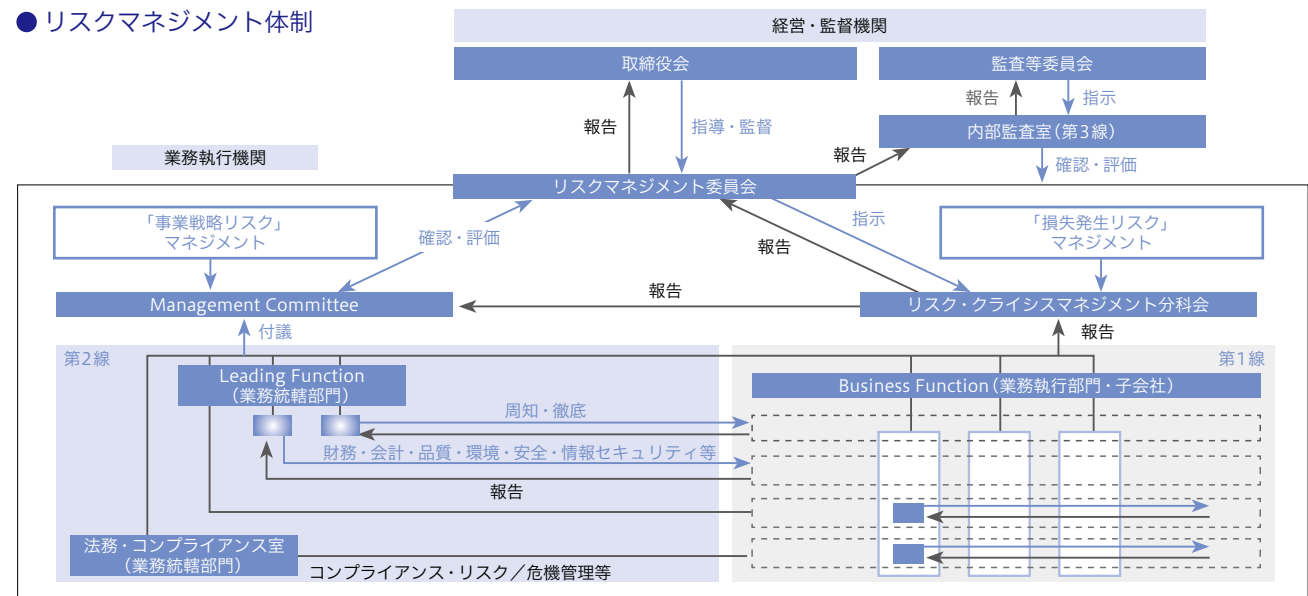 ● リスクマネジメント体制
経営・監督機関
取締役会
監査等委員会
報告
指示
報告
指導・監督
内部監査室(第3線)
業務執行機関
報告
確認・評価
リスクマネジメント委員会
「事業戦略リスク」
マネジメント
確認・評価
指示
報告
「損失発生リスク」
マネジメント
Management Committee
報告
リスク・クライシスマネジメント分科会
付議
報告
第2線
第1線
Leading Function
(業務統轄部門)
Business Function(業務執行部門・子会社)
周知・徹底
財務・会計・品質・環境・安全・情報セキュリティ等
報告
法務・コンプライアンス室
(業務統轄部門)
コンプライアンス・リスク/危機管理等